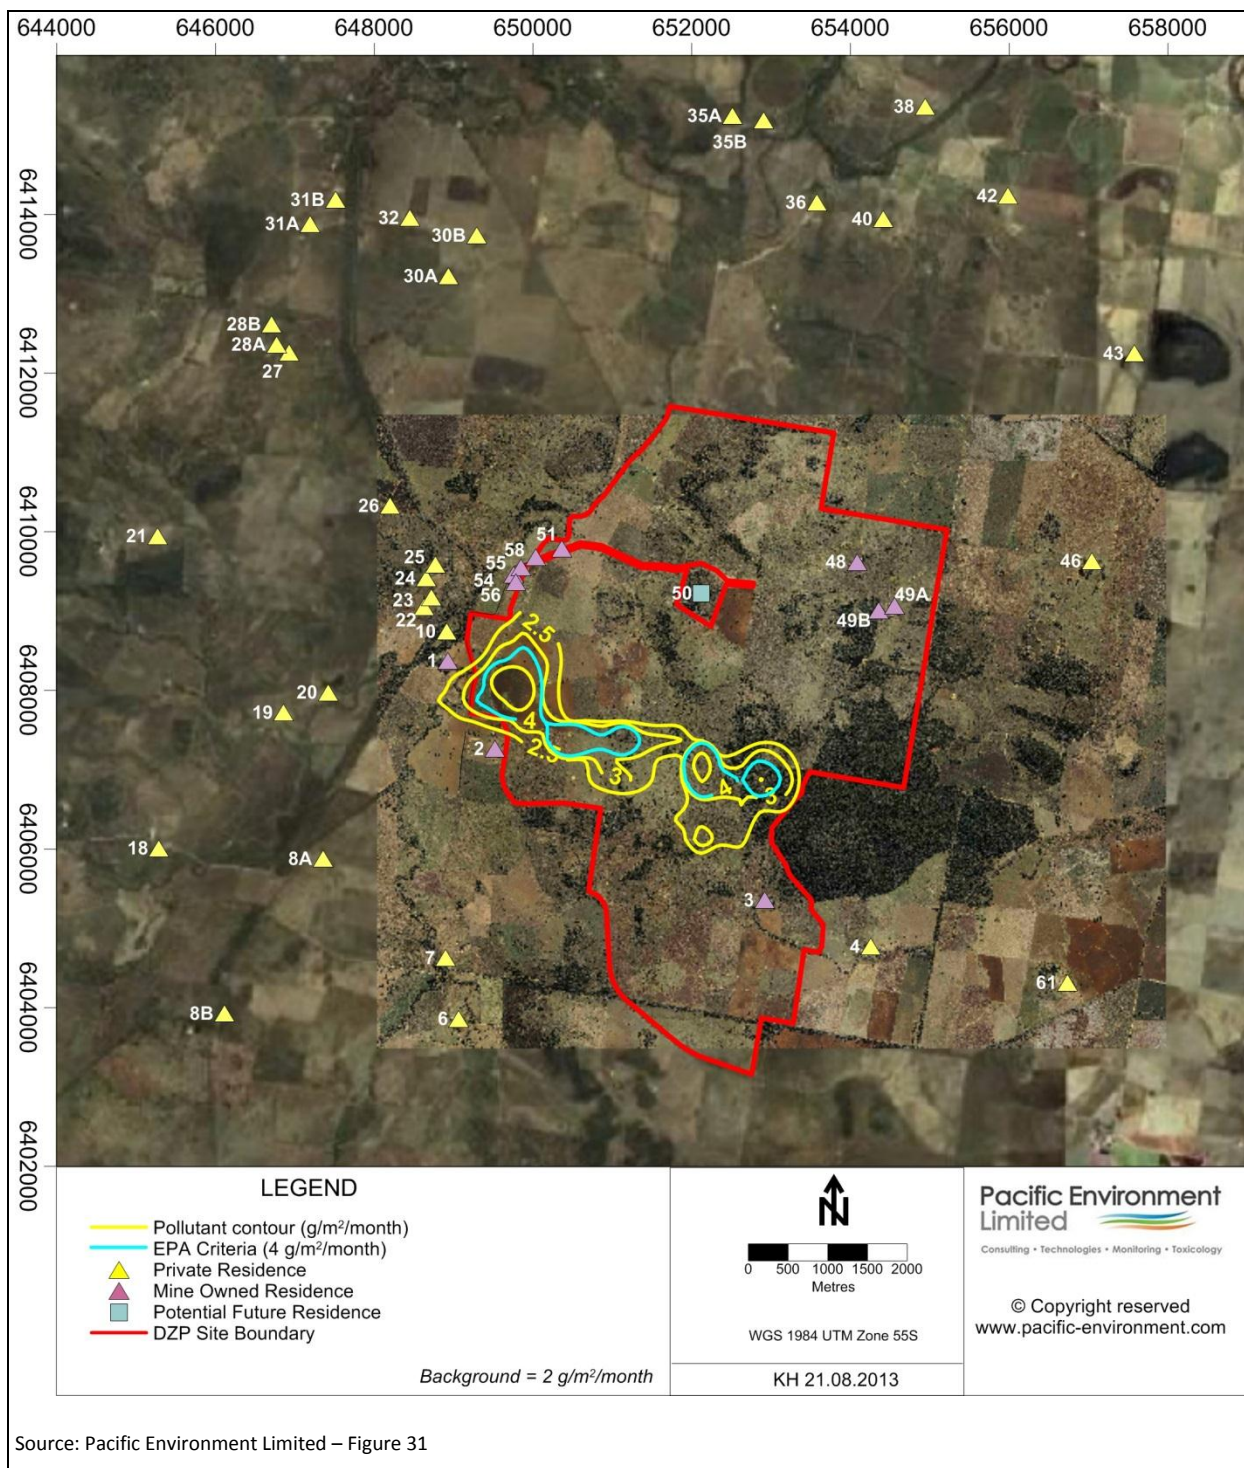 644000 646000 648000 650000 652000 654000 656000 658000
6414000
6412000
6410000
6408000
6406000
6404000
6402000
35A
35B
38
31B
31A
32
30B
30A
36
40
42
28B
28A
27
43
26
21
51
58
55
54
56
25
24
23
22
10
1
48
49A
49B
46
50
2.5
20
19
4
2.5
2
3
4
3
18
8A
3
4
7
61
8B
6
LEGEND
Pollutant contour (g/m²/month)
EPA Criteria (4 g/m²/month)
Private Residence
Mine Owned Residence
Potential Future Residence
DZP Site Boundary
Background = 2 g/m²/month
N
0 500 1000 1500 2000
Metres
WGS 1984 UTM Zone 55S
KH 21.08.2013
Pacific Environment
Limited
Consulting • Technologies • Monitoring • Toxicology
© Copyright reserved
www.pacific-environment.com
Source: Pacific Environment Limited – Figure 31